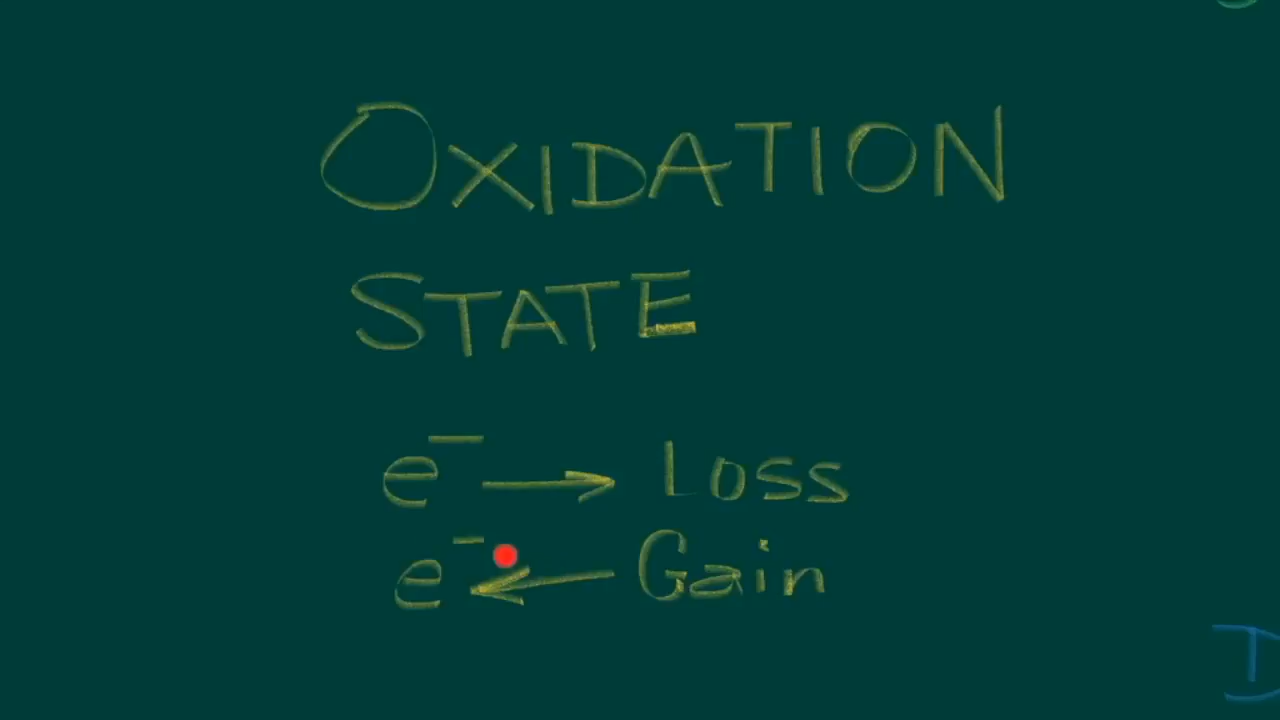 OXIDATION
STATE
e⁻ → Loss
e⁻ ← Gain
D